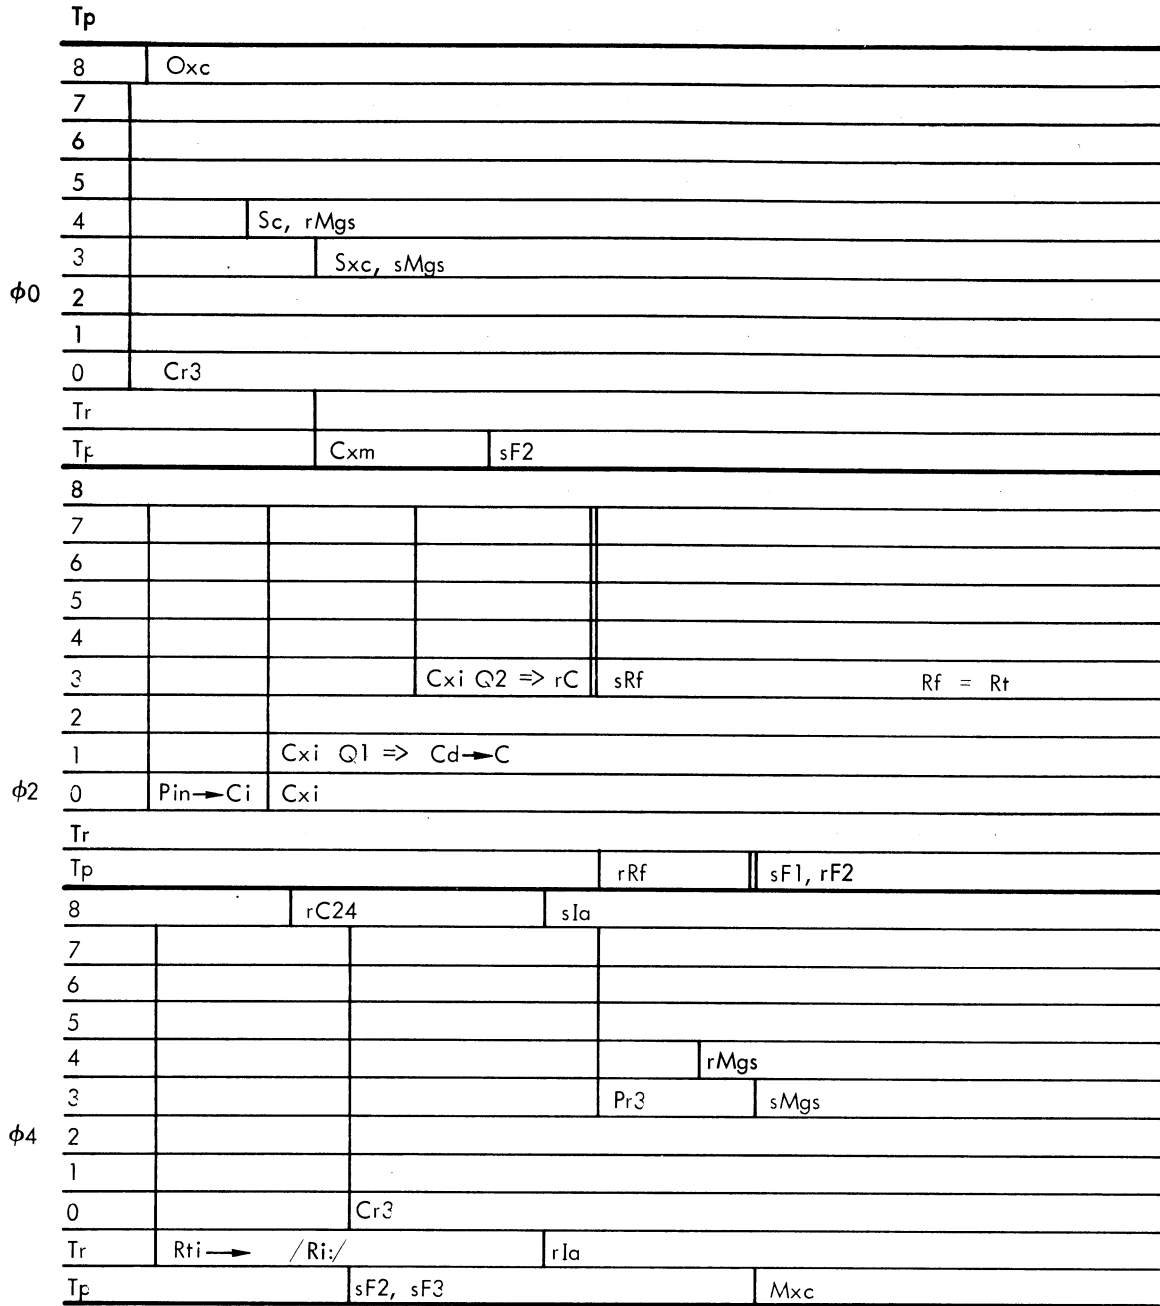 Tp
8 Oxc
7
6
5
4 Sc, rMgs
3 Sxc, sMgs
ϕ0 2
1
0 Cr3
Tr
Tp Cxm sF2
8
7
6
5
4
3 Cxi Q2 => rC sRf Rf = Rt
2
1 Cxi Q1 => Cd→C
ϕ2 0 Pin→Ci Cxi
Tr
Tp rRf sF1, rF2
8 rC24 sIa
7
6
5
4 rMgs
3 Pr3 sMgs
ϕ4 2
1
0 Cr3
Tr Rti→ /Ri:/ rIa
Tp sF2, sF3 Mxc